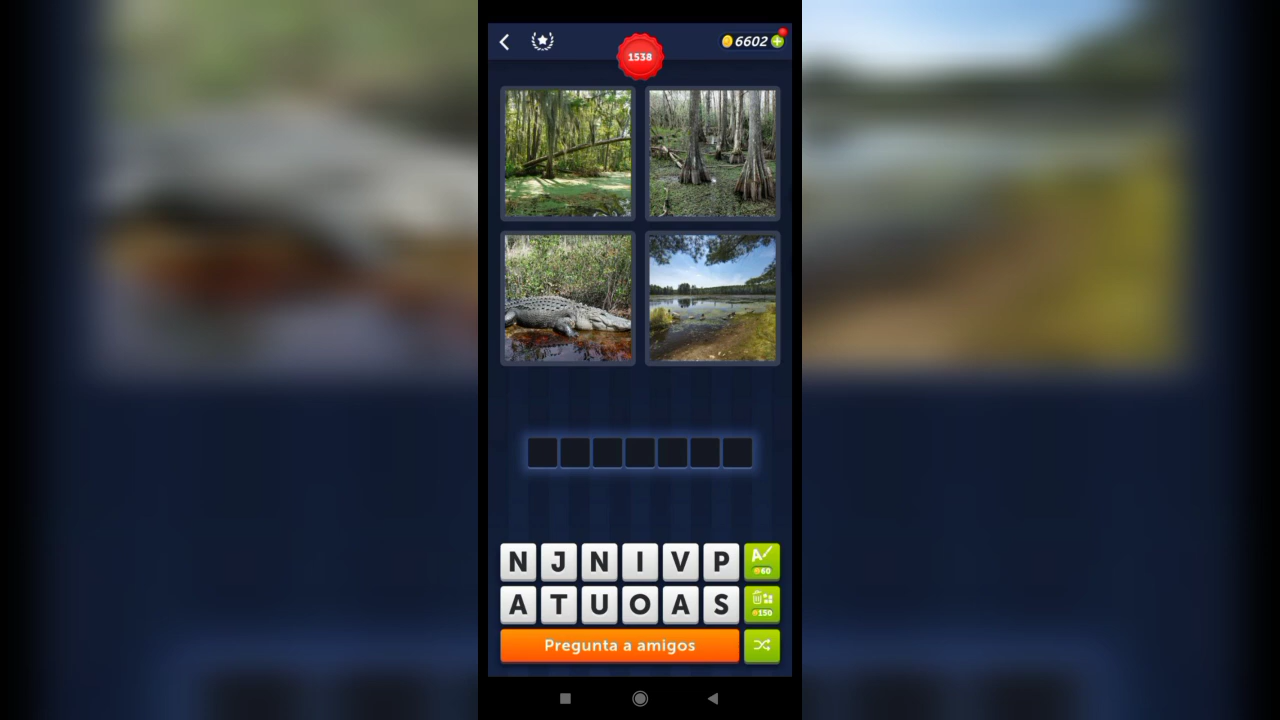 1538
6602
N J N I V P
A
60
A T U O A S
150
Pregunta a amigos